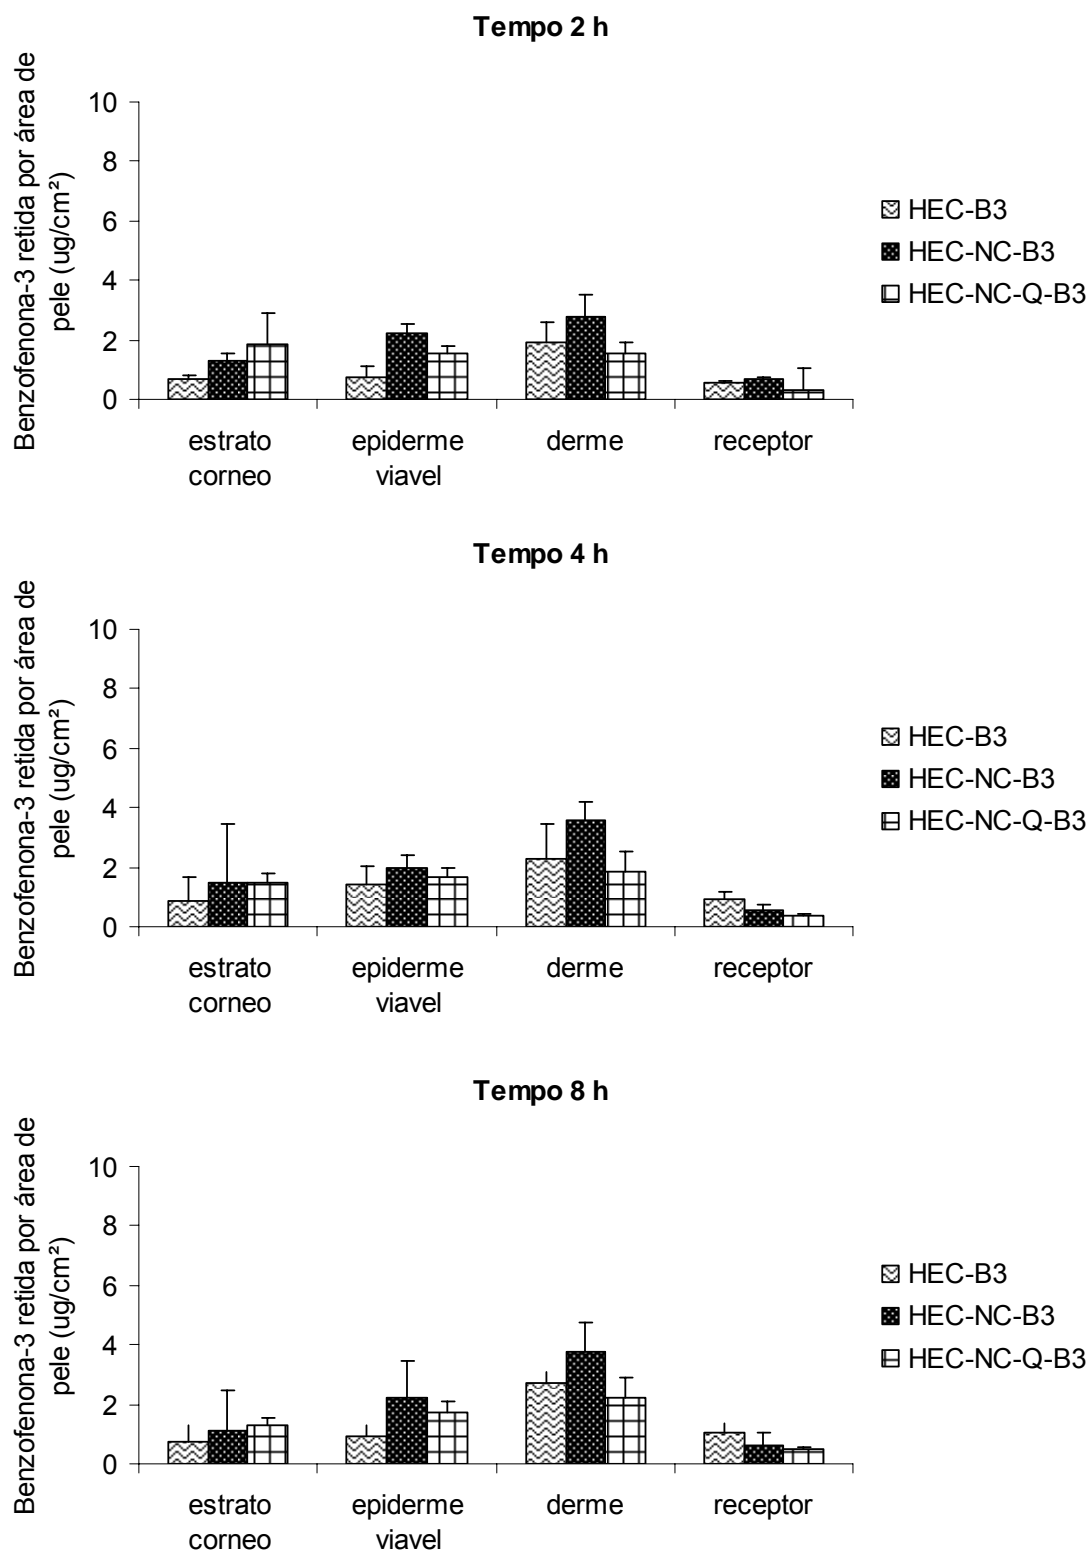 Tempo 2 h
Benzofenona-3 retida por área de
pele (ug/cm²)
10
8
6
4
2
0
estrato
corneo
epiderme
viavel
derme
receptor
HEC-B3
HEC-NC-B3
HEC-NC-Q-B3
Tempo 4 h
Benzofenona-3 retida por área de
pele (ug/cm²)
10
8
6
4
2
0
estrato
corneo
epiderme
viavel
derme
receptor
HEC-B3
HEC-NC-B3
HEC-NC-Q-B3
Tempo 8 h
Benzofenona-3 retida por área de
pele (ug/cm²)
10
8
6
4
2
0
estrato
corneo
epiderme
viavel
derme
receptor
HEC-B3
HEC-NC-B3
HEC-NC-Q-B3